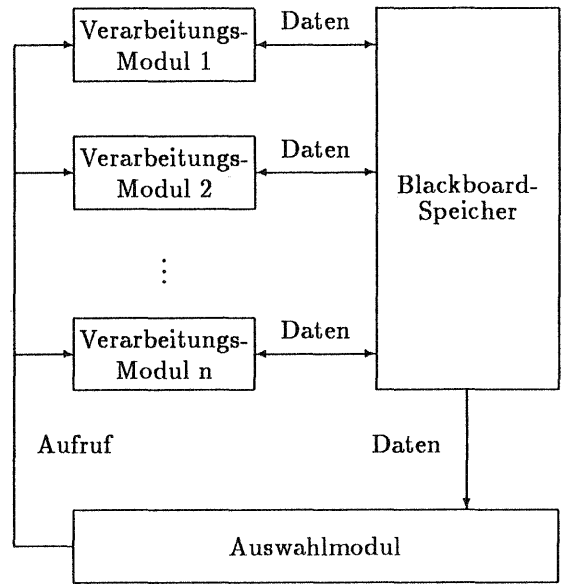 Verarbeitungs-
Modul 1
Daten
Verarbeitungs-
Modul 2
Daten
Blackboard-
Speicher
Verarbeitungs-
Modul n
Daten
Aufruf
Daten
Auswahlmodul